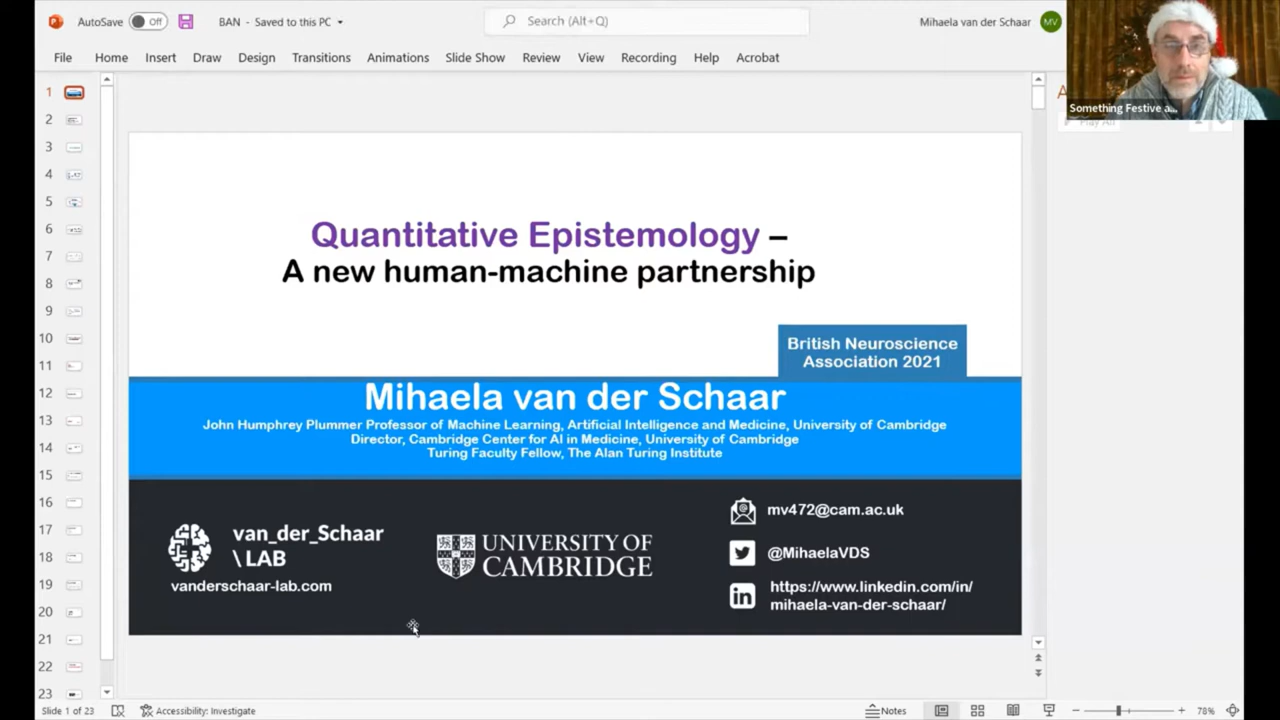 AutoSave Off BAN - Saved to this PC Search (Alt+Q) Mihaela van der Schaar MV
File Home Insert Draw Design Transitions Animations Slide Show Review View Recording Help Acrobat
Something Festive a...
Play All
1
2
3
4
5
6
7
8
9
10
11
12
13
14
15
16
17
18
19
20
21
22
23
Quantitative Epistemology –
A new human-machine partnership
British Neuroscience
Association 2021
Mihaela van der Schaar
John Humphrey Plummer Professor of Machine Learning, Artificial Intelligence and Medicine, University of Cambridge
Director, Cambridge Center for AI in Medicine, University of Cambridge
Turing Faculty Fellow, The Alan Turing Institute
van_der_Schaar
\ LAB
vanderschaar-lab.com
UNIVERSITY OF
CAMBRIDGE
mv472@cam.ac.uk
@MihaelaVDS
https://www.linkedin.com/in/
mihaela-van-der-schaar/
Slide 1 of 23 Accessibility: Investigate Notes 78%